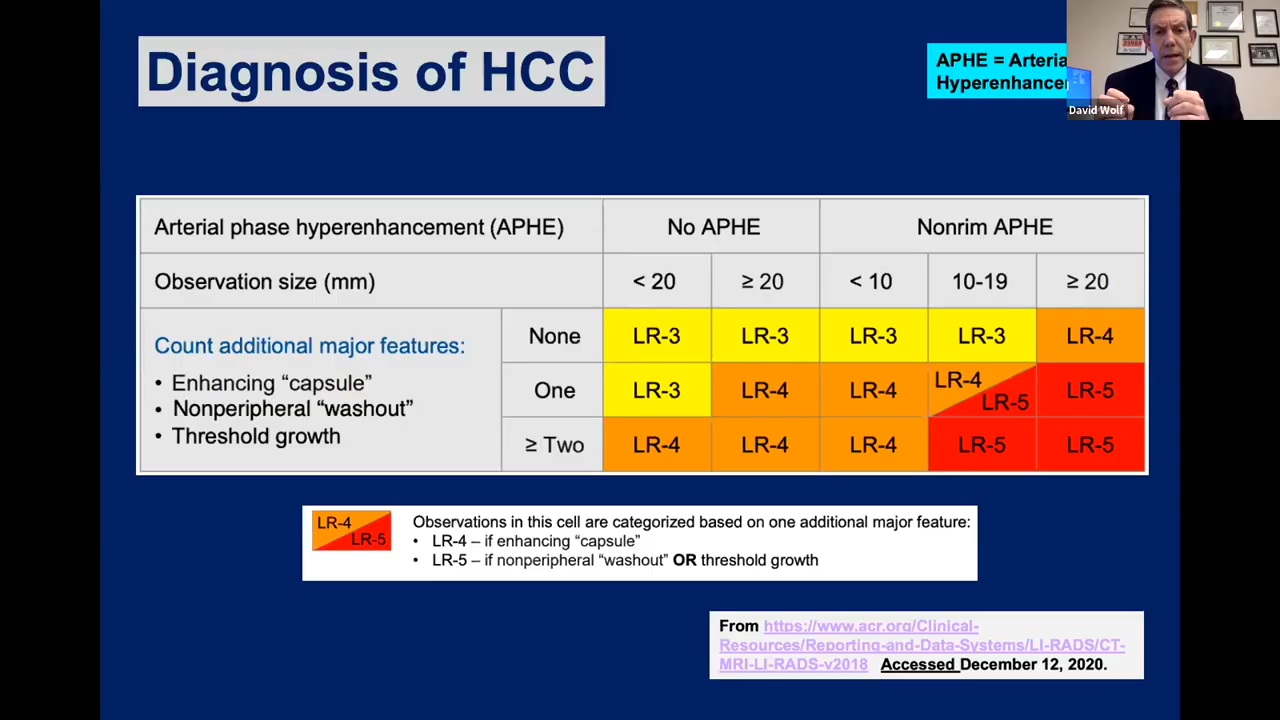 Diagnosis of HCC
APHE = Arteria
Hyperenhance
David Wolf
Arterial phase hyperenhancement (APHE) No APHE Nonrim APHE
Observation size (mm) < 20 ≥ 20 < 10 10-19 ≥ 20
Count additional major features:
• Enhancing “capsule”
• Nonperipheral “washout”
• Threshold growth
None LR-3 LR-3 LR-3 LR-3 LR-4
One LR-3 LR-4 LR-4 LR-4 LR-5 LR-5
≥ Two LR-4 LR-4 LR-4 LR-5 LR-5
LR-4
LR-5
Observations in this cell are categorized based on one additional major feature:
• LR-4 – if enhancing “capsule”
• LR-5 – if nonperipheral “washout” OR threshold growth
From https://www.acr.org/Clinical-
Resources/Reporting-and-Data-Systems/LI-RADS/CT-
MRI-LI-RADS-v2018 Accessed December 12, 2020.